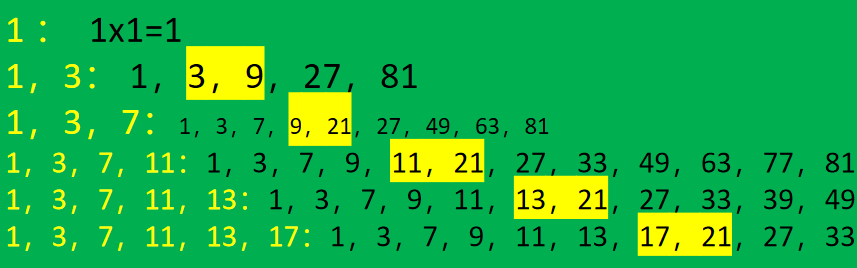 1: 1x1=1
1, 3: 1, 3, 9, 27, 81
1, 3, 7: 1, 3, 7, 9, 21, 27, 49, 63, 81
1, 3, 7, 11: 1, 3, 7, 9, 11, 21, 27, 33, 49, 63, 77, 81
1, 3, 7, 11, 13: 1, 3, 7, 9, 11, 13, 21, 27, 33, 39, 49
1, 3, 7, 11, 13, 17: 1, 3, 7, 9, 11, 13, 17, 21, 27, 33